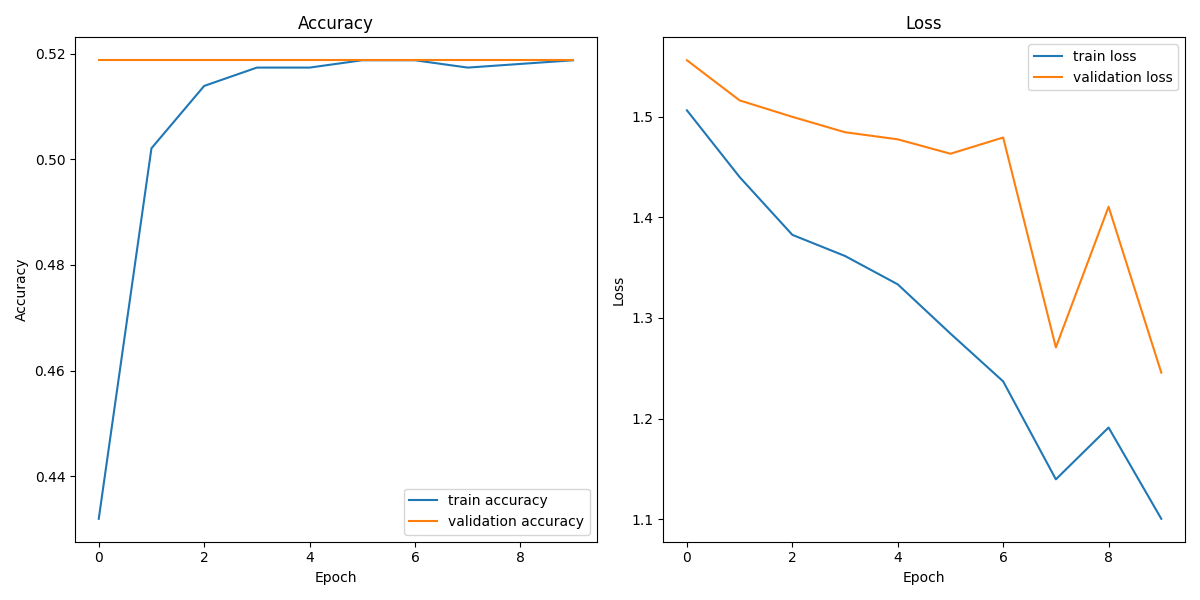 Accuracy
0.52
0.50
0.48
0.46
0.44
Accuracy
train accuracy
validation accuracy
0
2
4
6
8
Epoch
Loss
train loss
validation loss
1.5
1.4
1.3
1.2
1.1
Loss
0
2
4
6
8
Epoch